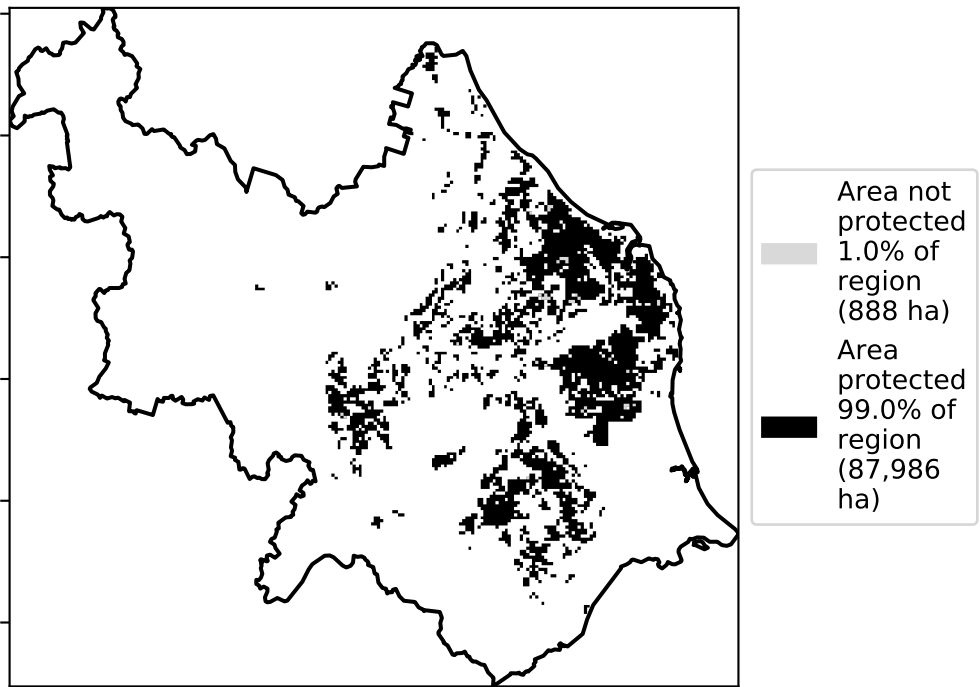 Area not
protected
1.0% of
region
(888 ha)
Area
protected
99.0% of
region
(87,986
ha)